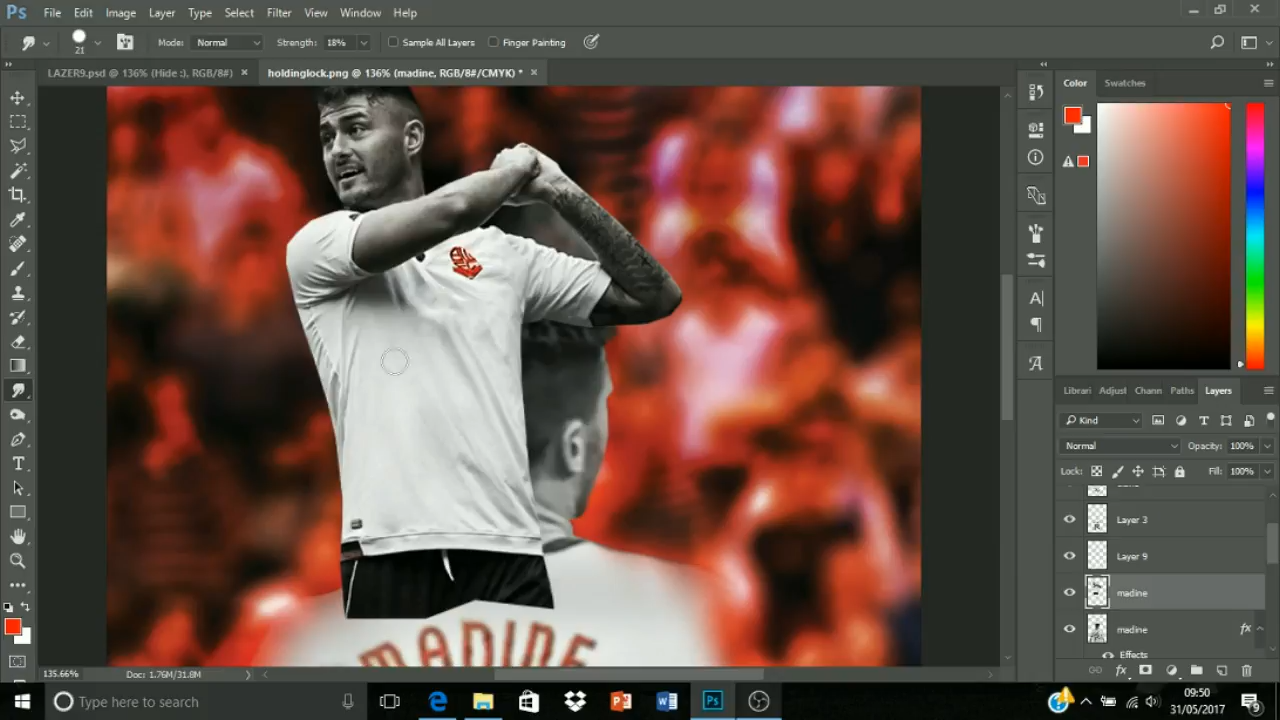 Ps File Edit Image Layer Type Select Filter View Window Help
21 Mode: Normal Strength: 18% Sample All Layers Finger Painting
LAZER9.psd @ 136% (Hide :), RGB/8#) holdinglock.png @ 136% (madine, RGB/8#/CMYK) *
Color Swatches
Librari Adjust Chann Paths Layers
Kind
Normal Opacity: 100%
Lock: Fill: 100%
Layer 3
Layer 9
madine
madine fx
Effects
MADINE
135.66% Doc: 1.76M/31.8M
Type here to search
09:50
31/05/2017